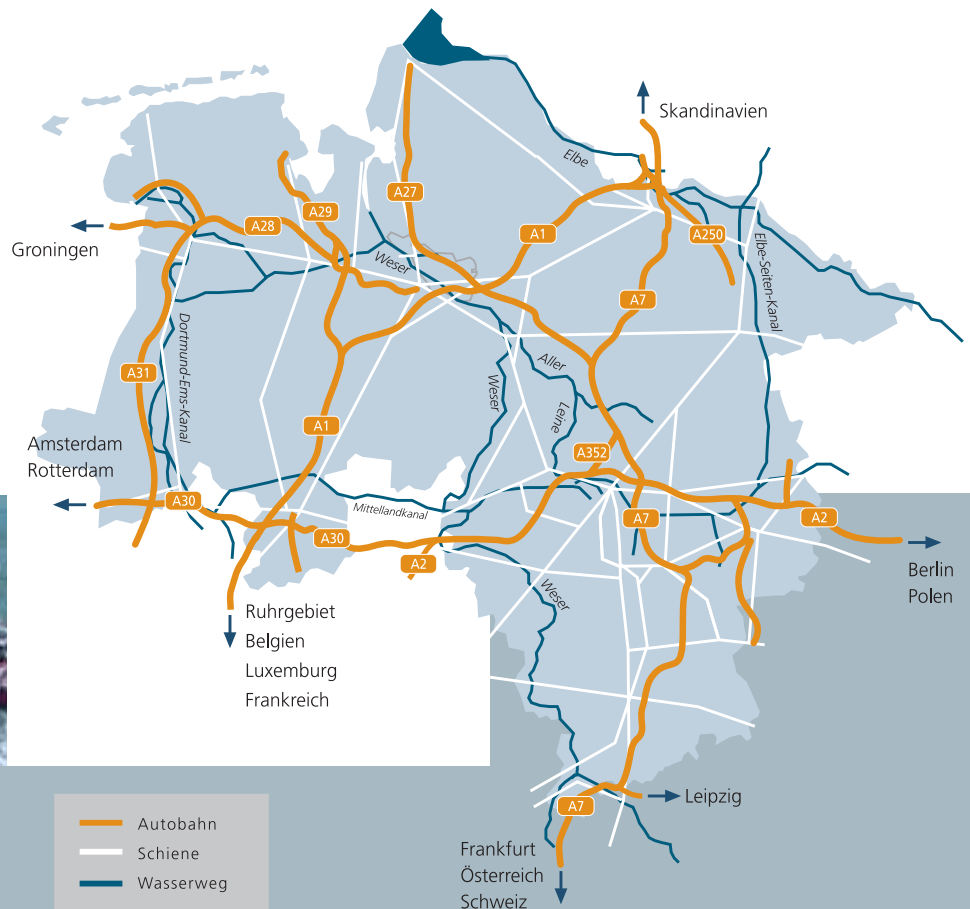 Skandinavien
Elbe
A27
A29
A28
A1
A250
Groningen
Weser
Elbe-Seiten-Kanal
A7
Dortmund-Ems-Kanal
A31
Aller
Weser
Leine
A1
Amsterdam
Rotterdam
A352
A30
Mittellandkanal
A7
A2
A30
A2
Berlin
Polen
Weser
Ruhrgebiet
Belgien
Luxemburg
Frankreich
Leipzig
A7
Autobahn
Schiene
Wasserweg
Frankfurt
Österreich
Schweiz